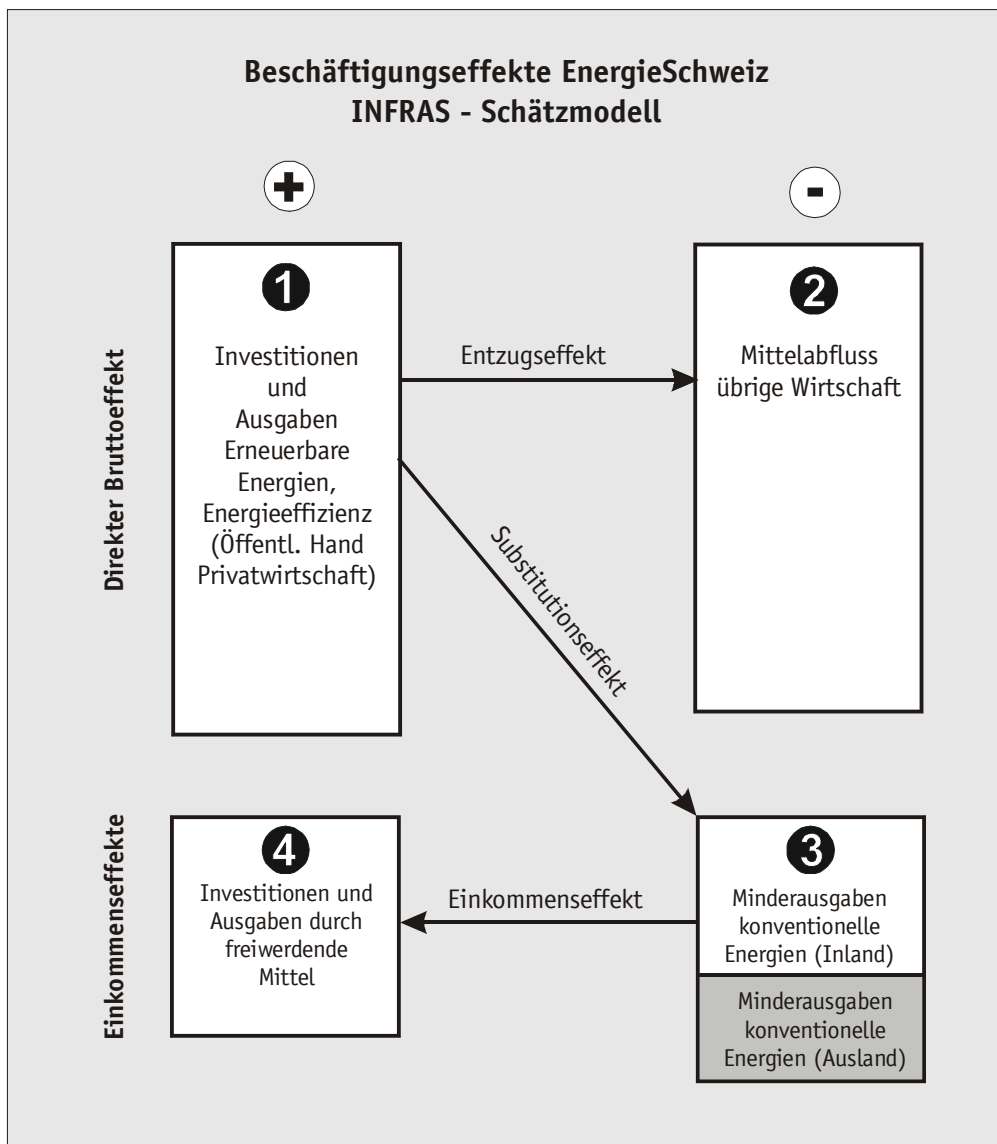 Beschäftigungseffekte EnergieSchweiz
INFRAS - Schätzmodell
+
-
Direkter Bruttoeffekt
1
Investitionen
und
Ausgaben
Erneuerbare
Energien,
Energieeffizienz
(Öffentl. Hand
Privatwirtschaft)
Entzugseffekt
2
Mittelabfluss
übrige Wirtschaft
Substitutionseffekt
Einkommenseffekte
4
Investitionen und
Ausgaben durch
freiwerdende
Mittel
Einkommenseffekt
3
Minderausgaben
konventionelle
Energien (Inland)
Minderausgaben
konventionelle
Energien (Ausland)